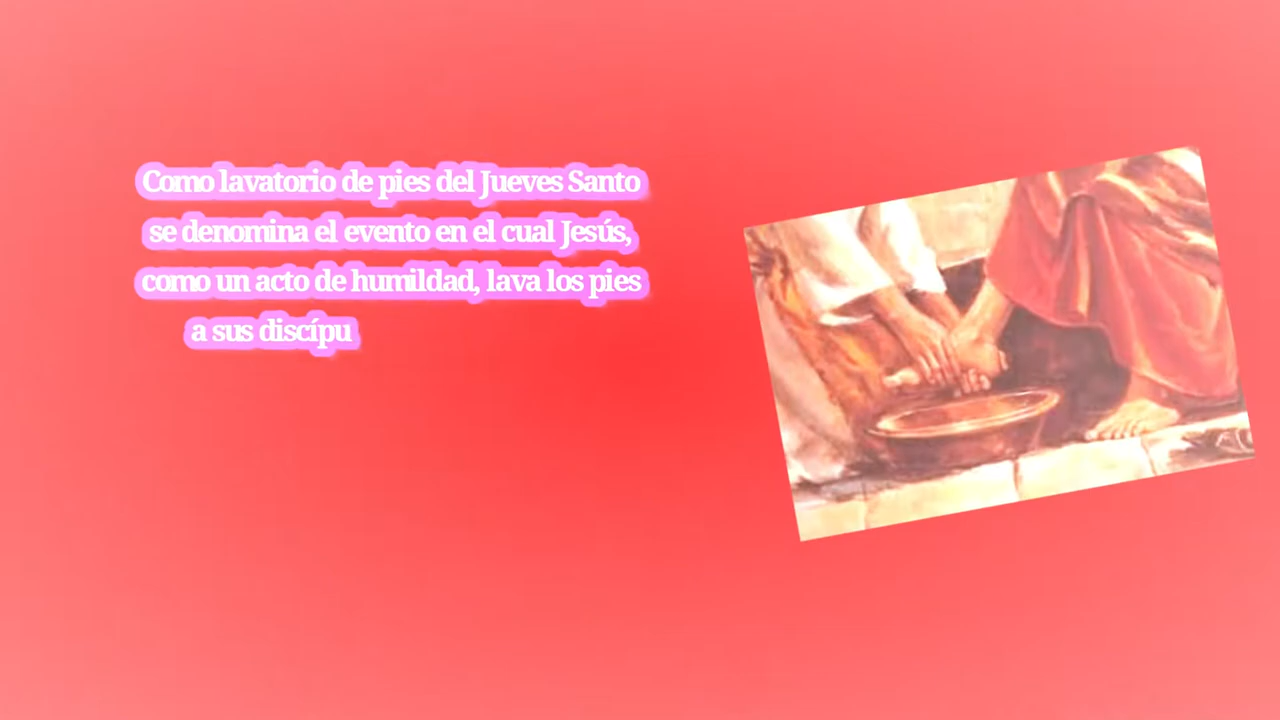 Como lavatorio de pies del Jueves Santo
se denomina el evento en el cual Jesús,
como un acto de humildad, lava los pies
a sus discípu